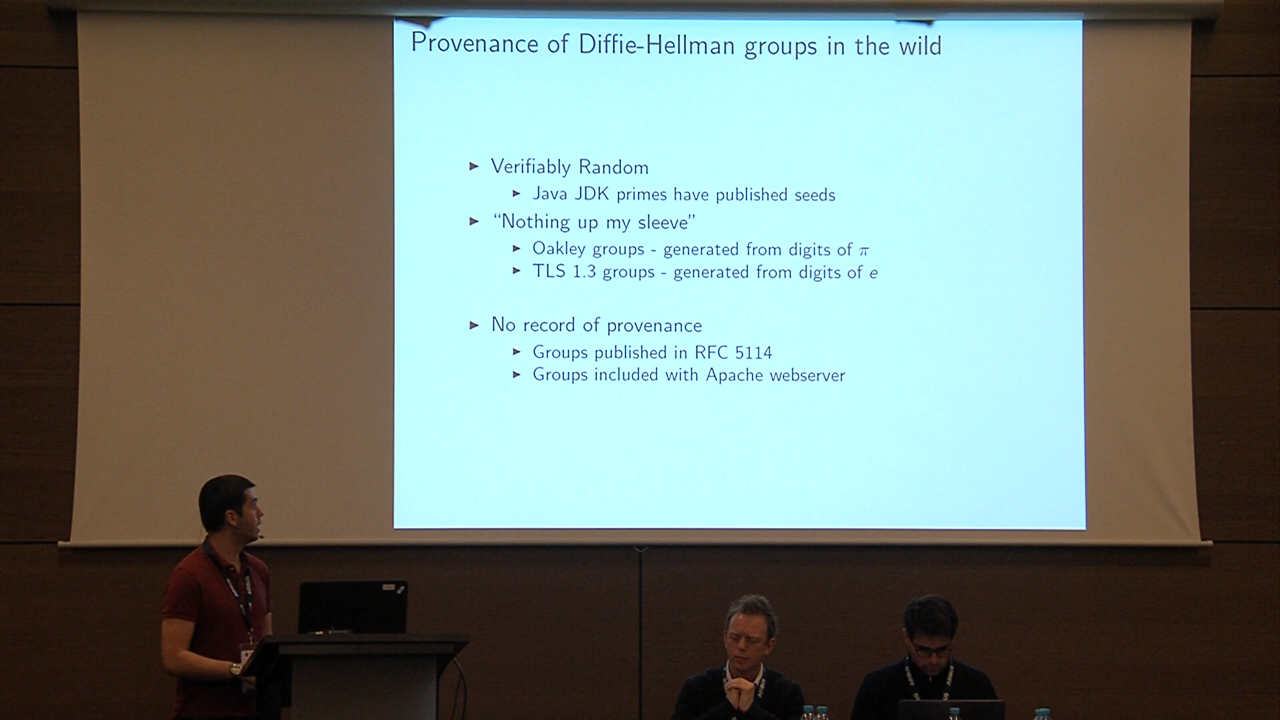 Provenance of Diffie-Hellman groups in the wild
► Verifiably Random
► Java JDK primes have published seeds
► “Nothing up my sleeve”
► Oakley groups - generated from digits of π
► TLS 1.3 groups - generated from digits of e
► No record of provenance
► Groups published in RFC 5114
► Groups included with Apache webserver